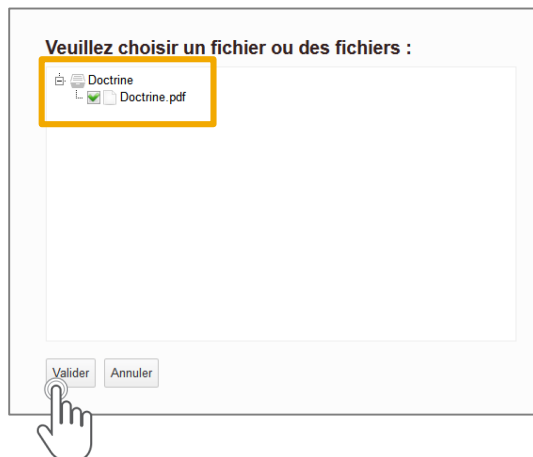 Veuillez choisir un fichier ou des fichiers :
Doctrine
Doctrine.pdf
Valider Annuler